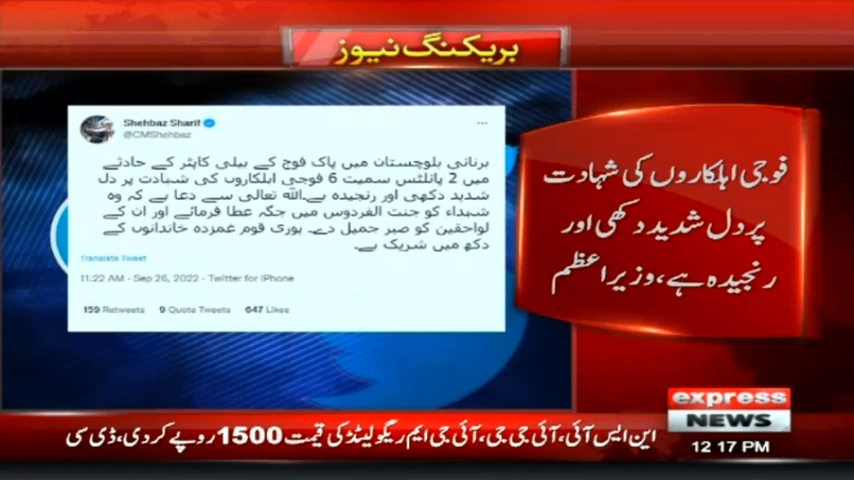 بریکنگ نیوز
Shehbaz Sharif
@CMShehbaz
ہرنائی بلوچستان میں پاک فوج کے ہیلی کاپٹر کے حادثے
میں 2 پائلٹس سمیت 6 فوجی اہلکاروں کی شہادت پر دل
شدید دکھی اور رنجیدہ ہے۔اللہ تعالی سے دعا ہے کہ وہ
شہداء کو جنت الفردوس میں جگہ عطا فرمائے اور ان کے
لواحقین کو صبر جمیل دے۔ پوری قوم غمزدہ خاندانوں کے
دکھ میں شریک ہے۔
Translate Tweet
11:22 AM - Sep 26, 2022 - Twitter for iPhone
159 Retweets 9 Quote Tweets 647 Likes
فوجی اہلکاروں کی شہادت
پر دل شدید دکھی اور
رنجیدہ ہے،وزیراعظم
express
NEWS
12:17 PM
این ایس آئی،آئی جی جی،آئی جی ایم ریگولیٹڈ کی قیمت 1500 روپے کر دی،ڈی سی